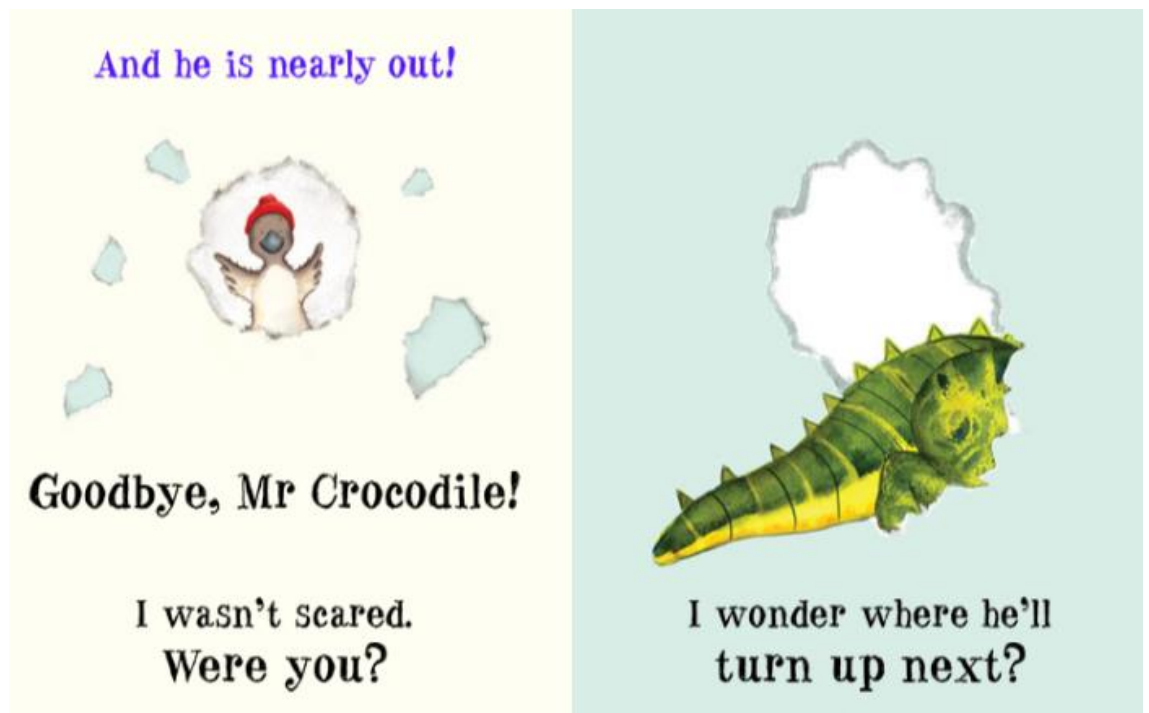 And he is nearly out!
Goodbye, Mr Crocodile!
I wasn't scared.
Were you?
I wonder where he'll
turn up next?